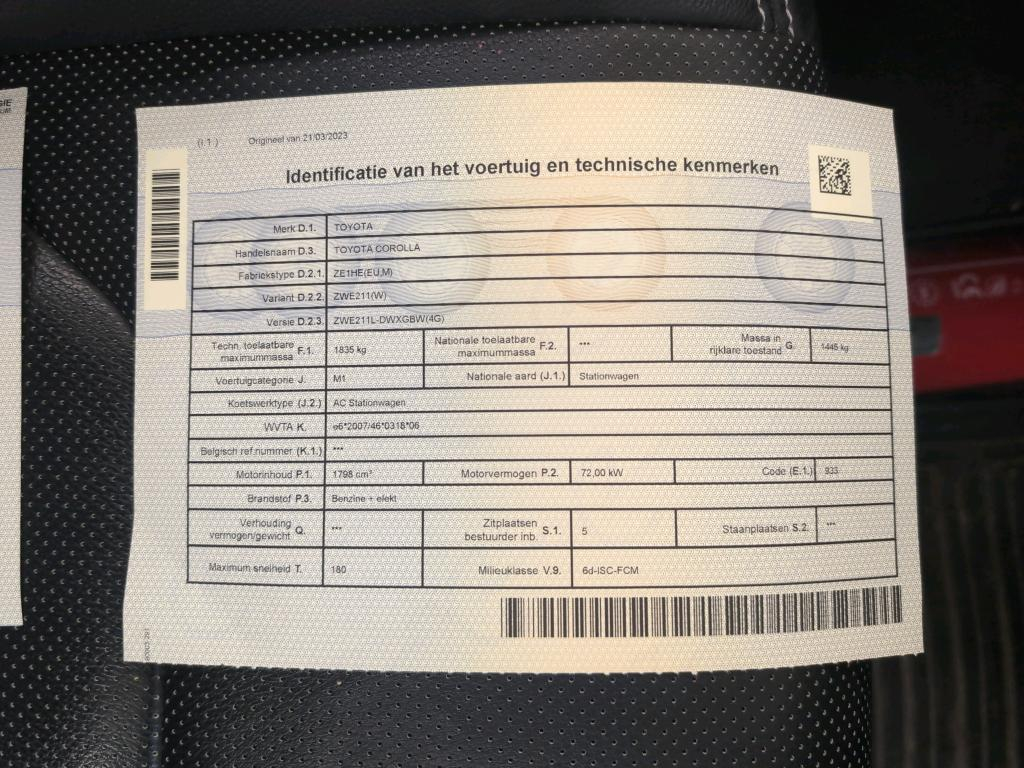 (I.1.) Origineel van 21/03/2023
Identificatie van het voertuig en technische kenmerken
Merk D.1. TOYOTA
Handelsnaam D.3. TOYOTA COROLLA
Fabriekstype D.2.1. ZE1HE(EU,M)
Variant D.2.2. ZWE211(W)
Versie D.2.3. ZWE211L-DWXGBW(4G)
Techn. toelaatbare maximummassa F.1. 1835 kg Nationale toelaatbare maximummassa F.2. *** Massa in rijklare toestand G. 1445 kg
Voertuigcategorie J. M1 Nationale aard (J.1.) Stationwagen
Koetswerktype (J.2.) AC Stationwagen
WVTA K. e6*2007/46*0318*06
Belgisch ref.nummer (K.1.) ***
Motorinhoud P.1. 1798 cm³ Motorvermogen P.2. 72,00 kW Code (E.1.) 933
Brandstof P.3. Benzine + elekt
Verhouding vermogen/gewicht Q. *** Zitplaatsen bestuurder inb. S.1. 5 Staanplaatsen S.2. ***
Maximum snelheid T. 180 Milieuklasse V.9. 6d-ISC-FCM